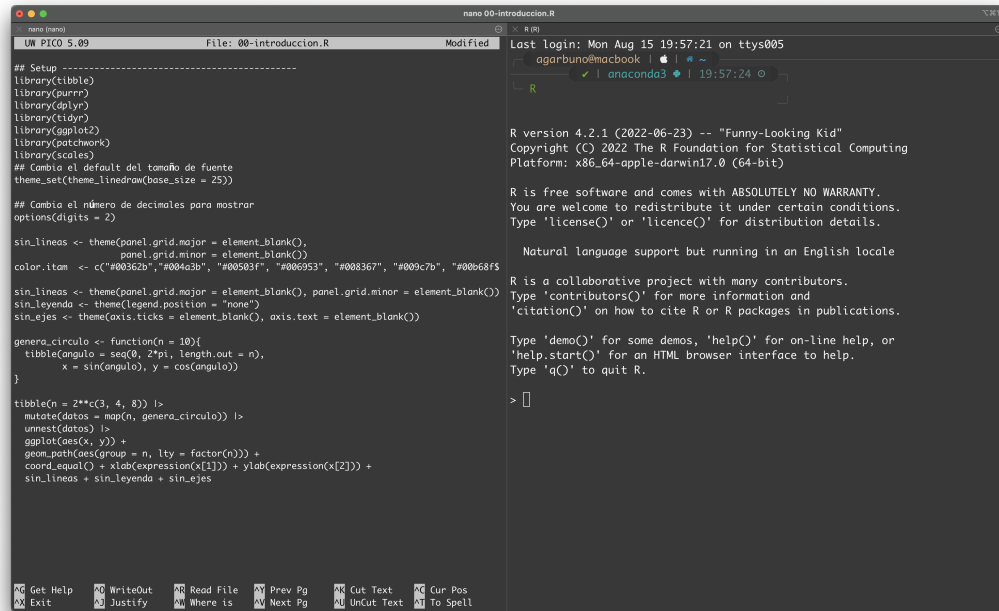 nano 00-introduccion.R
nano (nano)
UW PICO 5.09 File: 00-introduccion.R Modified
## Setup --------------------------------------------
library(tibble)
library(purrr)
library(dplyr)
library(tidyr)
library(ggplot2)
library(patchwork)
library(scales)
## Cambia el default del tamaño de fuente
theme_set(theme_linedraw(base_size = 25))
## Cambia el número de decimales para mostrar
options(digits = 2)
sin_lineas <- theme(panel.grid.major = element_blank(),
panel.grid.minor = element_blank())
color.itam <- c("#00362b","#004a3b", "#00503f", "#006953", "#008367", "#009c7b", "#00b68f$
sin_lineas <- theme(panel.grid.major = element_blank(), panel.grid.minor = element_blank())
sin_leyenda <- theme(legend.position = "none")
sin_ejes <- theme(axis.ticks = element_blank(), axis.text = element_blank())
genera_circulo <- function(n = 10){
tibble(angulo = seq(0, 2*pi, length.out = n),
x = sin(angulo), y = cos(angulo))
}
tibble(n = 2**c(3, 4, 8)) |>
mutate(datos = map(n, genera_circulo)) |>
unnest(datos) |>
ggplot(aes(x, y)) +
geom_path(aes(group = n, lty = factor(n))) +
coord_equal() + xlab(expression(x[1])) + ylab(expression(x[2])) +
sin_lineas + sin_leyenda + sin_ejes
^G Get Help ^O WriteOut ^R Read File ^Y Prev Pg ^K Cut Text ^C Cur Pos
^X Exit ^J Justify ^W Where is ^V Next Pg ^U UnCut Text ^T To Spell
R (R)
Last login: Mon Aug 15 19:57:21 on ttys005
agarbuno@macbook | | ~
✔ | anaconda3 | 19:57:24
R
R version 4.2.1 (2022-06-23) -- "Funny-Looking Kid"
Copyright (C) 2022 The R Foundation for Statistical Computing
Platform: x86_64-apple-darwin17.0 (64-bit)
R is free software and comes with ABSOLUTELY NO WARRANTY.
You are welcome to redistribute it under certain conditions.
Type 'license()' or 'licence()' for distribution details.
Natural language support but running in an English locale
R is a collaborative project with many contributors.
Type 'contributors()' for more information and
'citation()' on how to cite R or R packages in publications.
Type 'demo()' for some demos, 'help()' for on-line help, or
'help.start()' for an HTML browser interface to help.
Type 'q()' to quit R.
>